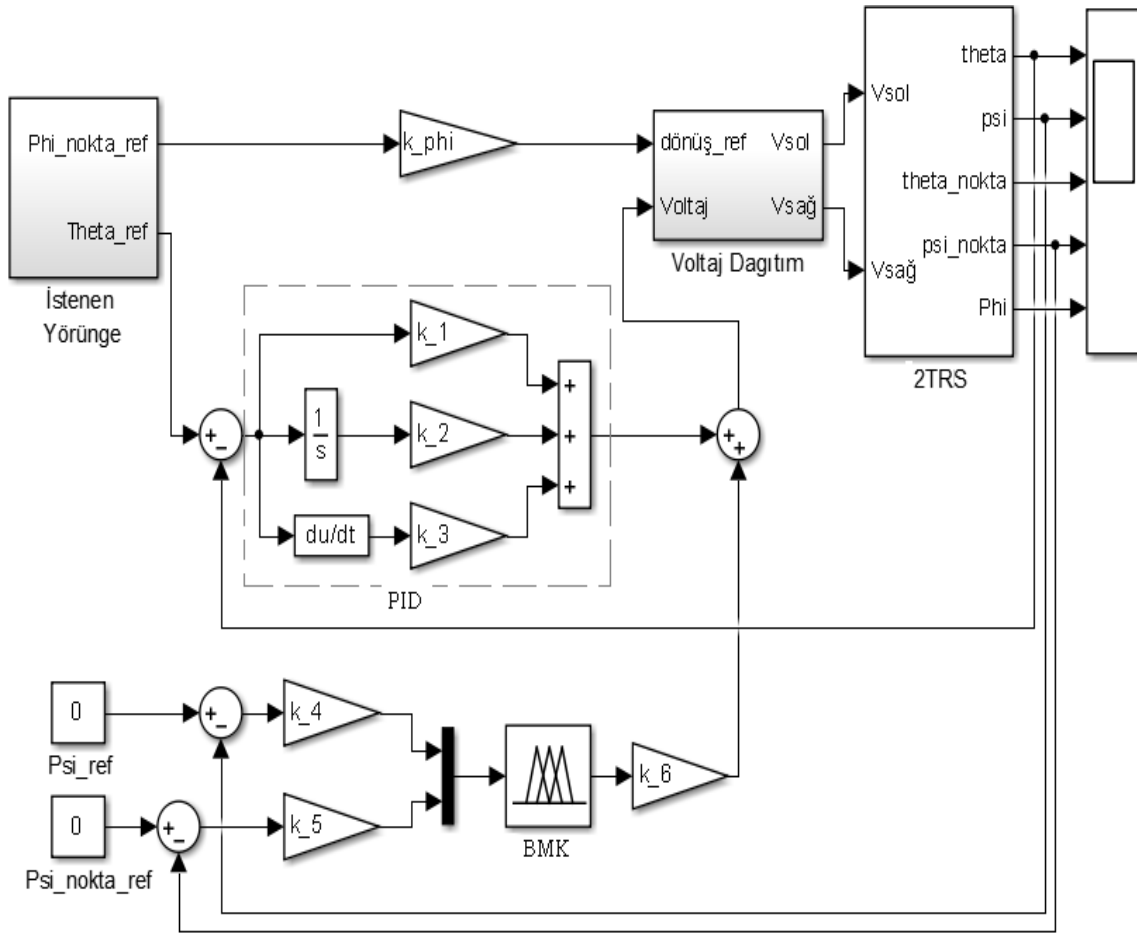 theta
Vsol
psi
Phi_nokta_ref
k_phi
dönüş_ref
Vsol
theta_nokta
Theta_ref
Voltaj
Vsağ
psi_nokta
Voltaj Dagıtım
Vsağ
İstenen
Yörünge
Phi
k_1
2TRS
+
+
-
1
s
k_2
+
+
+
+
du/dt
k_3
PID
0
+
-
k_4
Psi_ref
k_6
0
+
-
k_5
BMK
Psi_nokta_ref